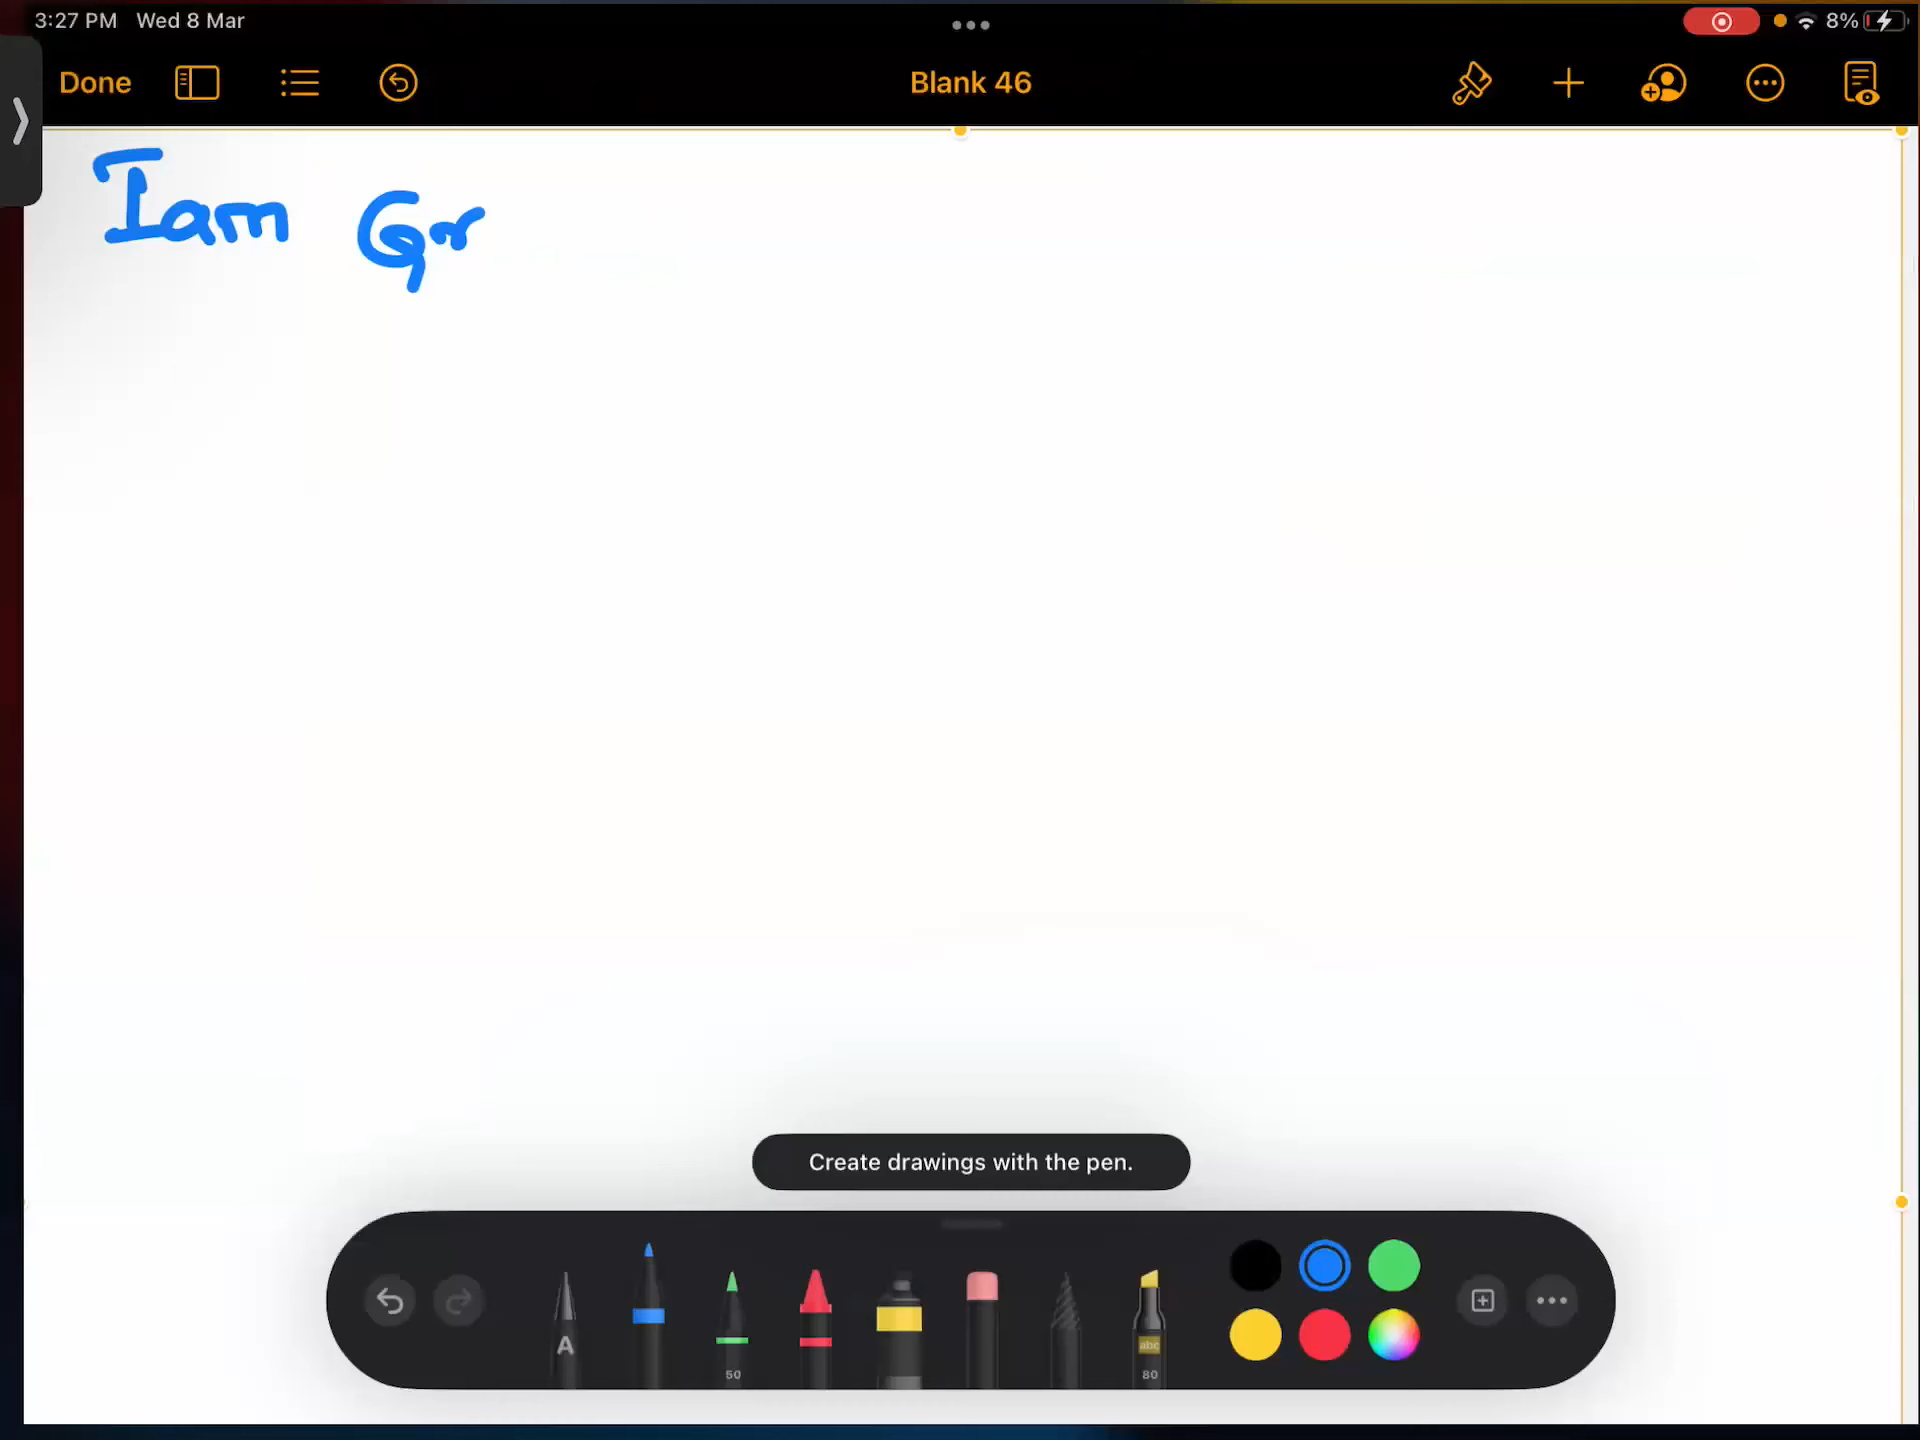 3:27 PM Wed 8 Mar
8%
Done
Blank 46
I am Gr
Create drawings with the pen.
A
50
abc
80